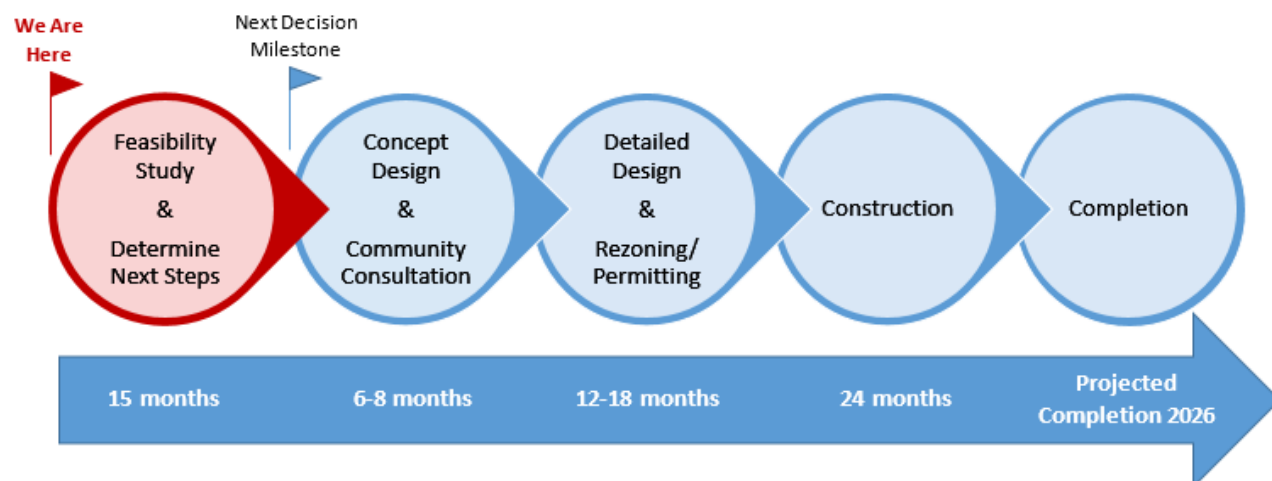 We Are
Here
Next Decision
Milestone
Feasibility
Study
&
Determine
Next Steps
Concept
Design
&
Community
Consultation
Detailed
Design
&
Rezoning/
Permitting
Construction
Completion
15 months
6-8 months
12-18 months
24 months
Projected
Completion 2026